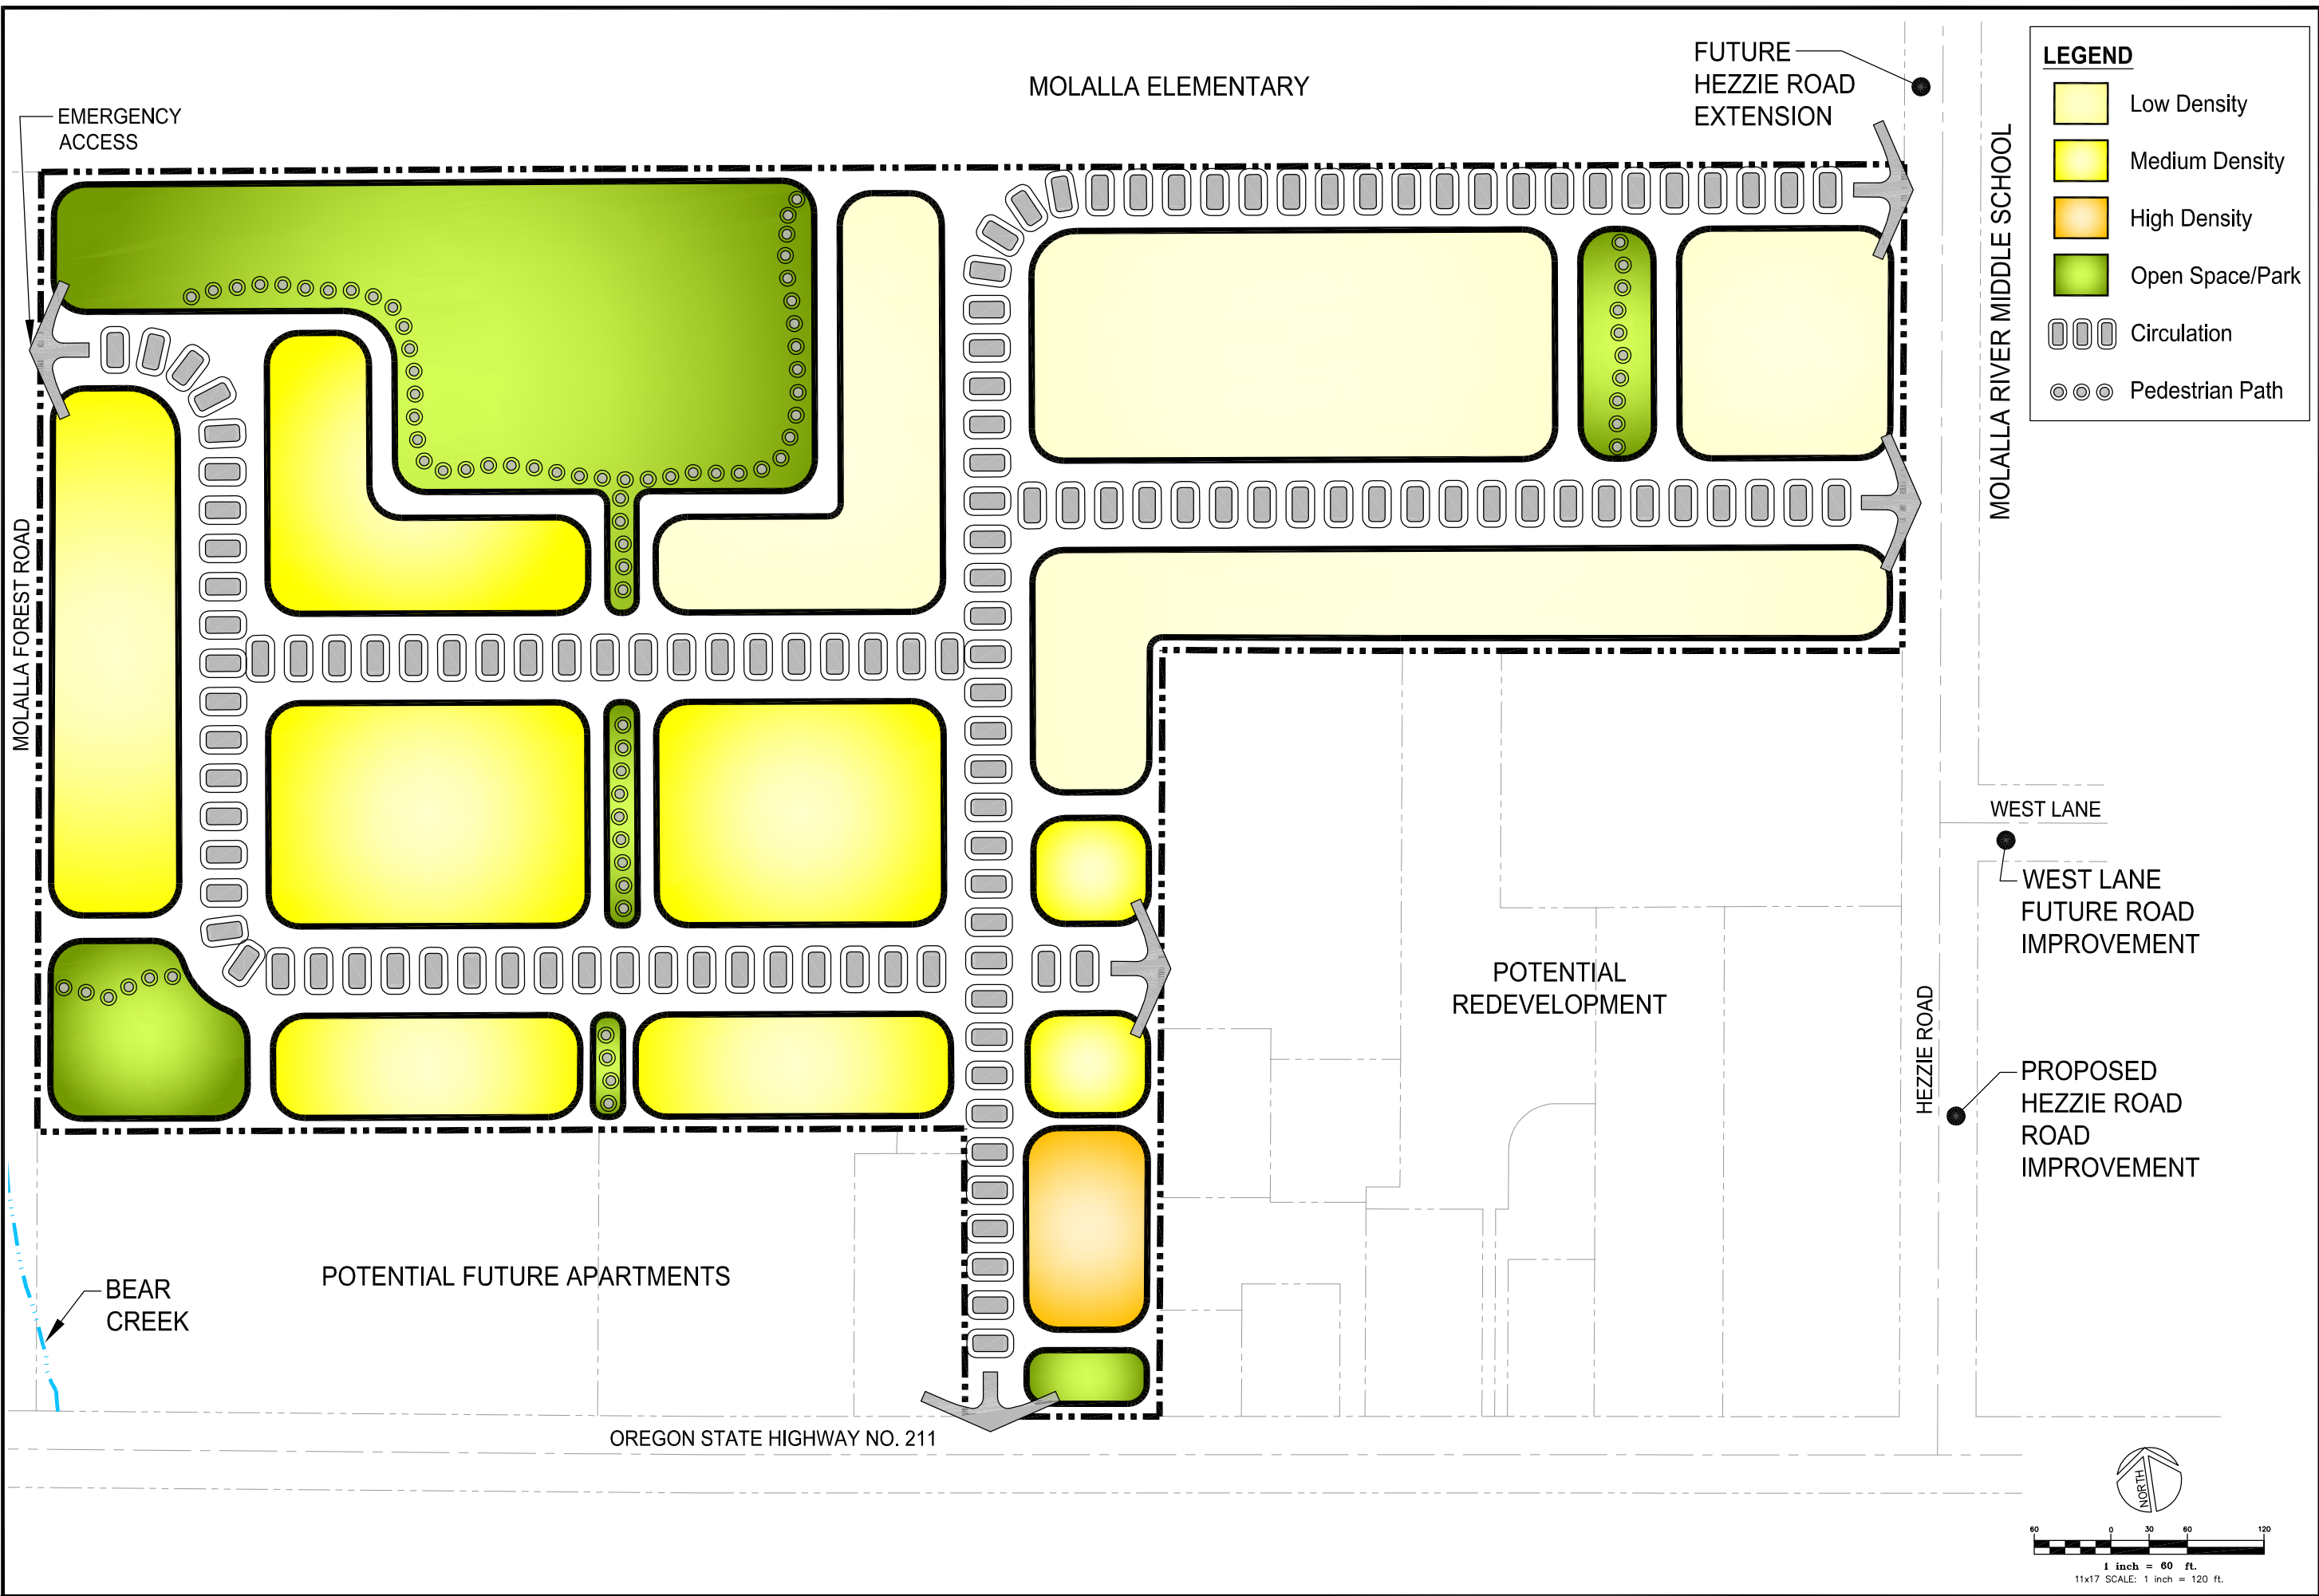 MOLALLA ELEMENTARY
FUTURE
HEZZIE ROAD
EXTENSION
LEGEND
Low Density
Medium Density
High Density
Open Space/Park
Circulation
Pedestrian Path
EMERGENCY
ACCESS
MOLALLA RIVER MIDDLE SCHOOL
MOLALLA FOREST ROAD
WEST LANE
WEST LANE
FUTURE ROAD
IMPROVEMENT
POTENTIAL
REDEVELOPMENT
HEZZIE ROAD
PROPOSED
HEZZIE ROAD
ROAD
IMPROVEMENT
POTENTIAL FUTURE APARTMENTS
BEAR
CREEK
OREGON STATE HIGHWAY NO. 211
NORTH
60 0 30 60 120
1 inch = 60 ft.
11x17 SCALE: 1 inch = 120 ft.